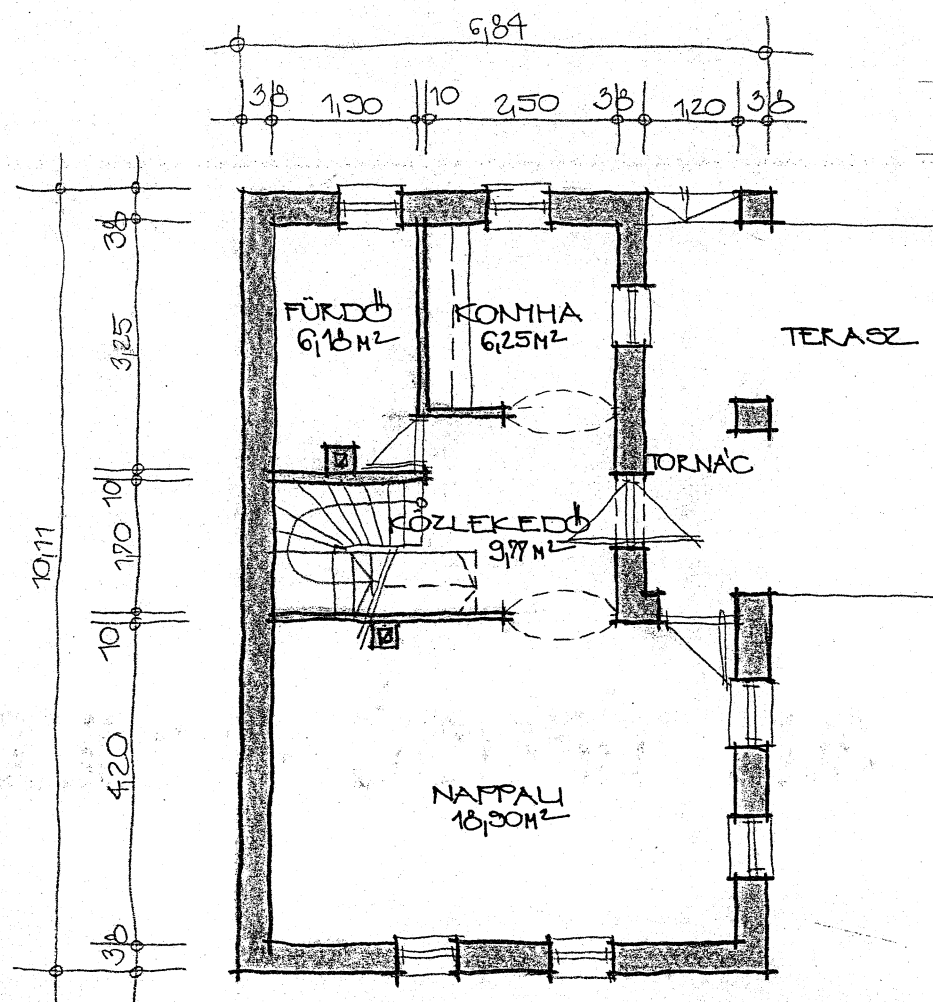 6,84
38 1,90 10 2,50 38 1,20 38
38
3,25
10
1,70
10
4,20
38
10,11
FÜRDŐ
6,18 M²
KONYHA
6,25 M²
TERASZ
TORNÁC
KÖZLEKEDŐ
9,77 M²
NAPPALI
18,90 M²